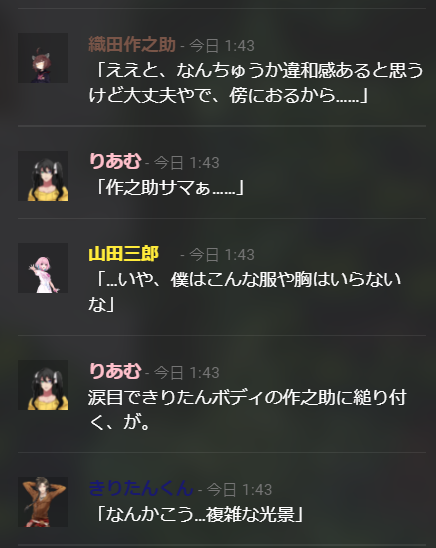 織田作之助 - 今日 1:43
「ええと、なんちゅうか違和感あると思う
けど大丈夫やで、傍におるから……」
りあむ - 今日 1:43
「作之助サマぁ……」
山田三郎 - 今日 1:43
「…いや、僕はこんな服や胸はいらない
な」
りあむ - 今日 1:43
涙目できりたんボディの作之助に縋り付
く、が。
きりたんくん - 今日 1:43
「なんかこう…複雑な光景」